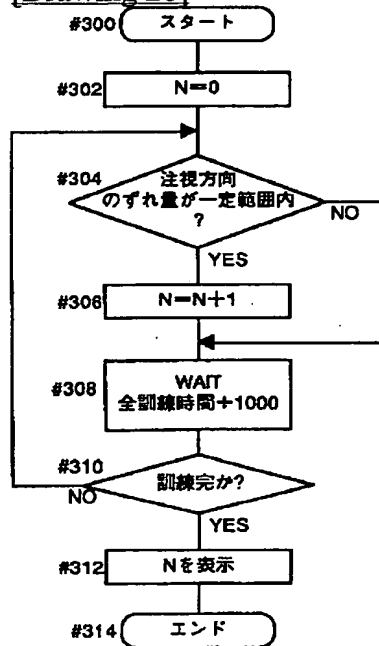 #300 スタート
#302 N=0
#304 注視方向
のずれ量が一定範囲内
?
NO
YES
#306 N=N+1
#308 WAIT
全訓練時間÷1000
#310 訓練完か?
NO
YES
#312 Nを表示
#314 エンド